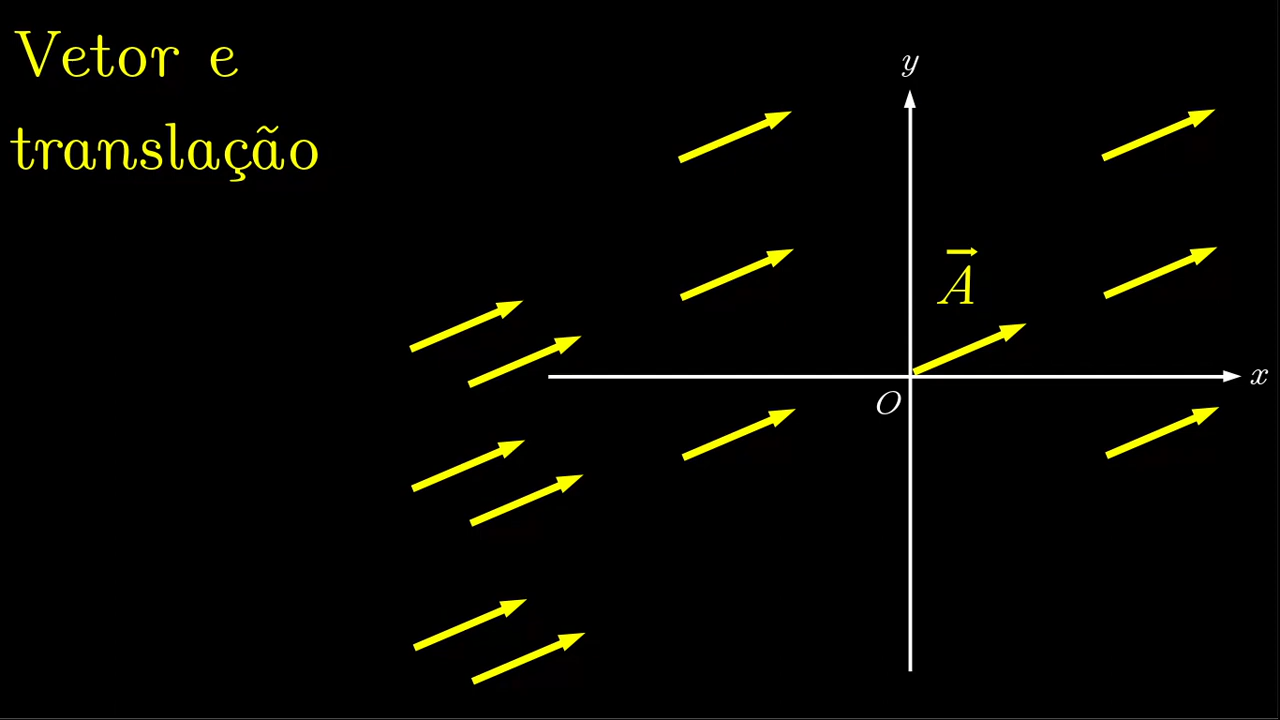 Vetor e
translação
y
A
x
O